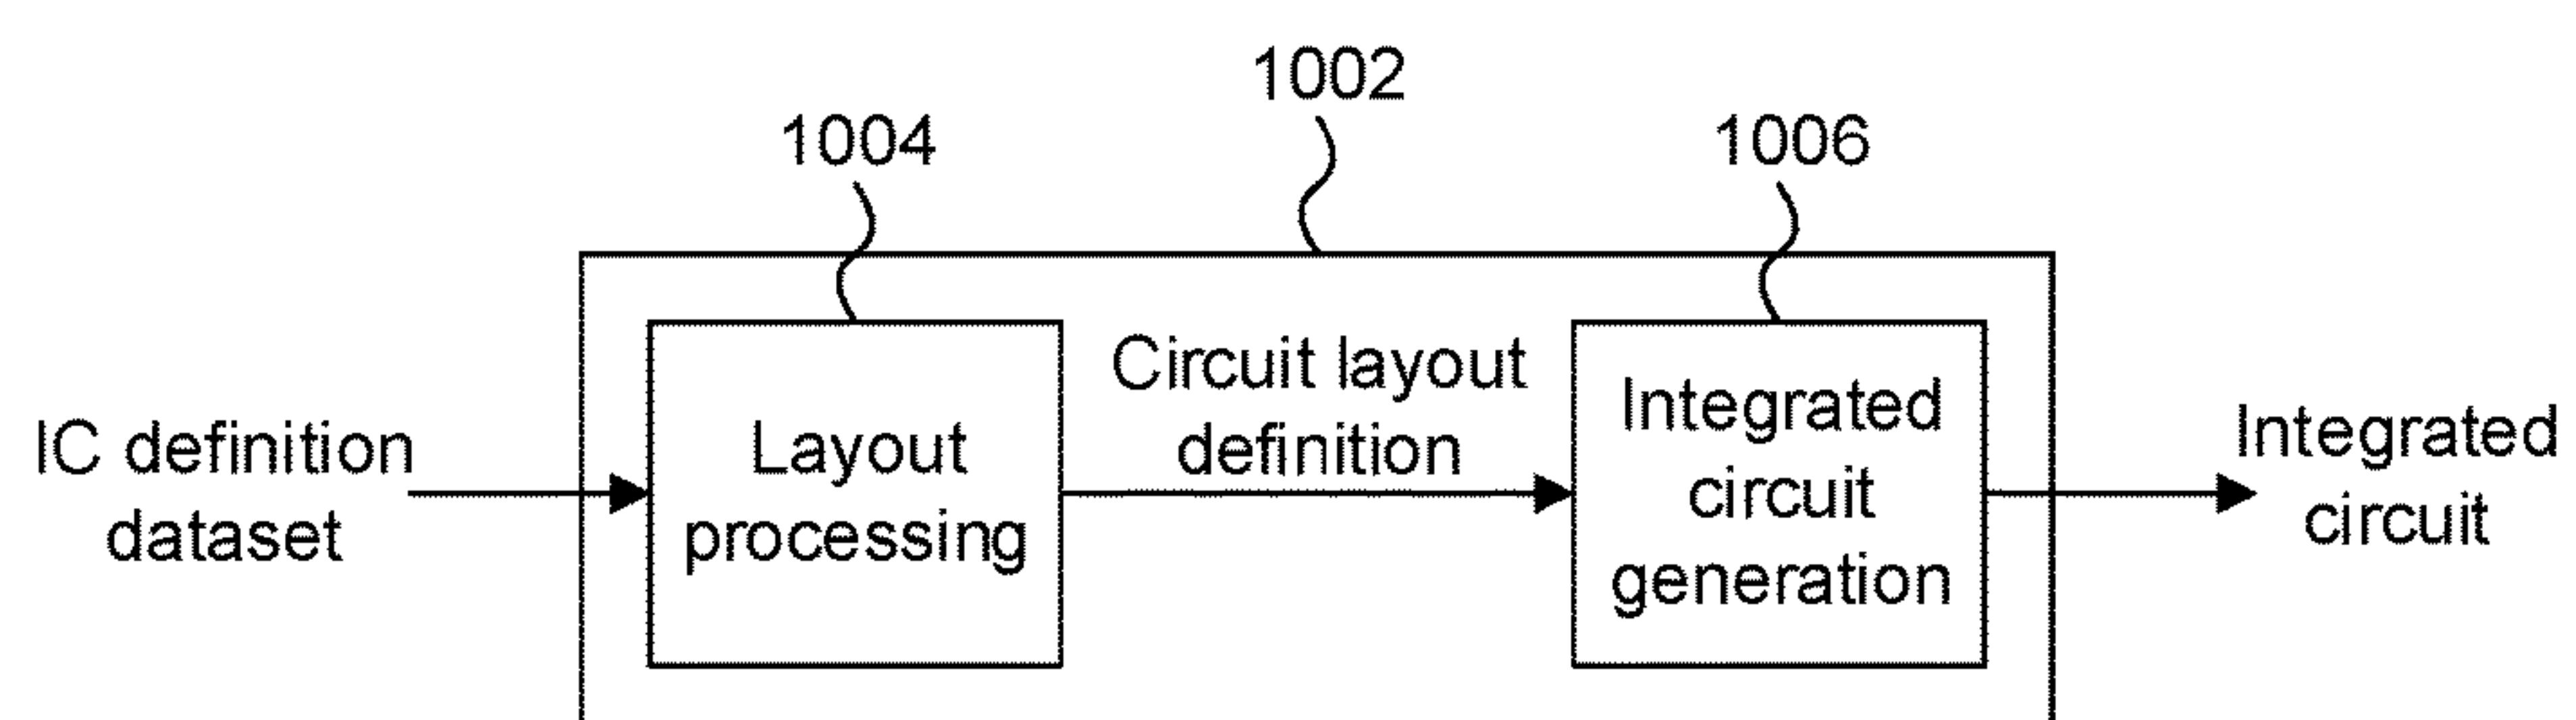 1002
1004
1006
IC definition
dataset
Layout
processing
Circuit layout
definition
Integrated
circuit
generation
Integrated
circuit